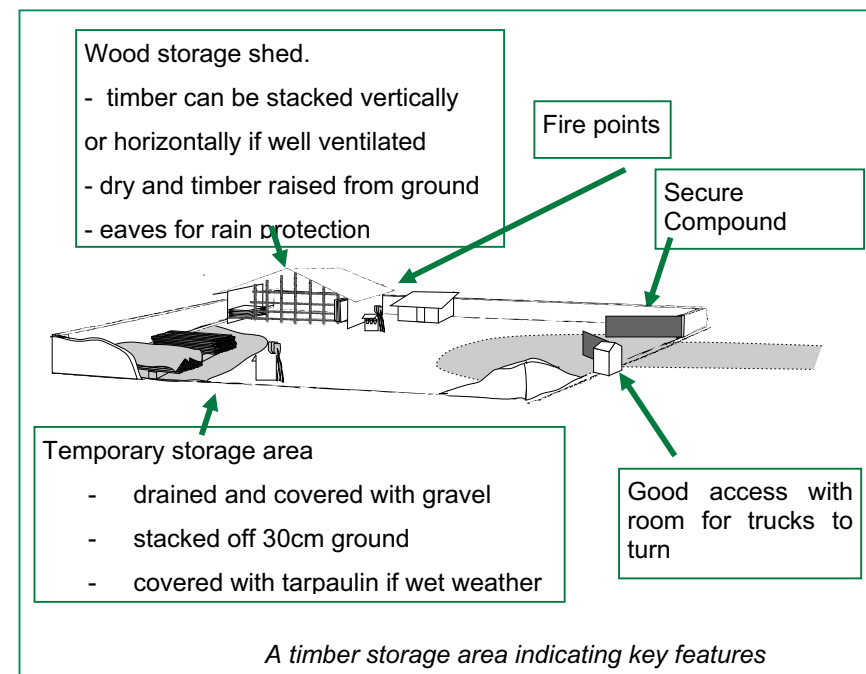 Wood storage shed.
- timber can be stacked vertically
or horizontally if well ventilated
- dry and timber raised from ground
- eaves for rain protection
Fire points
Secure
Compound
Temporary storage area
- drained and covered with gravel
- stacked off 30cm ground
- covered with tarpaulin if wet weather
Good access with
room for trucks to
turn
A timber storage area indicating key features